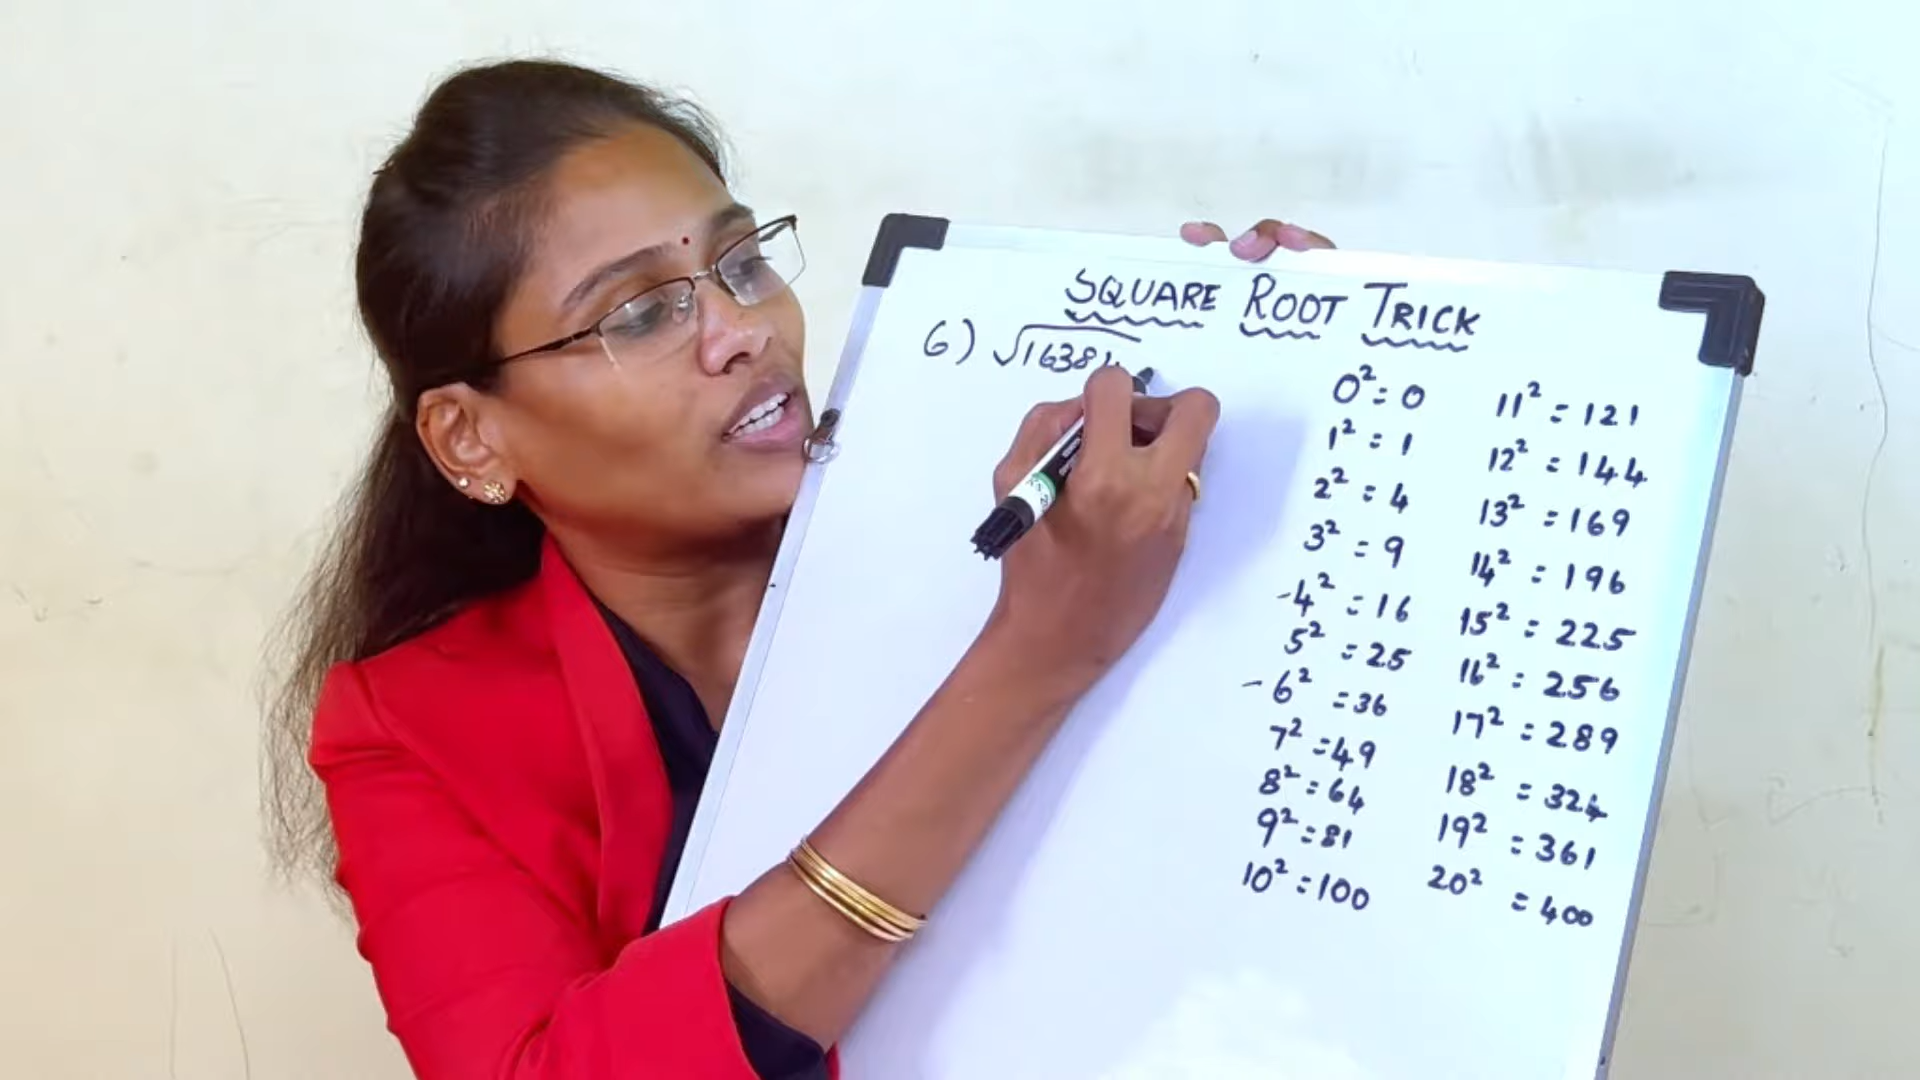 SQUARE ROOT TRICK
6) √16384
0² = 0
1² = 1
2² = 4
3² = 9
-4² = 16
5² = 25
-6² = 36
7² = 49
8² = 64
9² = 81
10² = 100
11² = 121
12² = 144
13² = 169
14² = 196
15² = 225
16² = 256
17² = 289
18² = 324
19² = 361
20² = 400